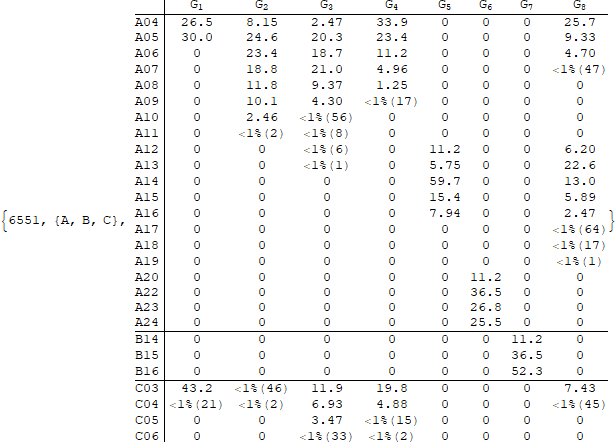 G₁ G₂ G₃ G₄ G₅ G₆ G₇ G₈
A04 26.5 8.15 2.47 33.9 0 0 0 25.7
A05 30.0 24.6 20.3 23.4 0 0 0 9.33
A06 0 23.4 18.7 11.2 0 0 0 4.70
A07 0 18.8 21.0 4.96 0 0 0 <1%(47)
A08 0 11.8 9.37 1.25 0 0 0 0
A09 0 10.1 4.30 <1%(17) 0 0 0 0
A10 0 2.46 <1%(56) 0 0 0 0 0
A11 0 <1%(2) <1%(8) 0 0 0 0 0
A12 0 0 <1%(6) 0 11.2 0 0 6.20
A13 0 0 <1%(1) 0 5.75 0 0 22.6
A14 0 0 0 0 59.7 0 0 13.0
A15 0 0 0 0 15.4 0 0 5.89
{6551, {A, B, C}, A16 0 0 0 0 7.94 0 0 2.47 }
A17 0 0 0 0 0 0 0 <1%(64)
A18 0 0 0 0 0 0 0 <1%(17)
A19 0 0 0 0 0 0 0 <1%(1)
A20 0 0 0 0 0 11.2 0 0
A22 0 0 0 0 0 36.5 0 0
A23 0 0 0 0 0 26.8 0 0
A24 0 0 0 0 0 25.5 0 0
B14 0 0 0 0 0 0 11.2 0
B15 0 0 0 0 0 0 36.5 0
B16 0 0 0 0 0 0 52.3 0
C03 43.2 <1%(46) 11.9 19.8 0 0 0 7.43
C04 <1%(21) <1%(2) 6.93 4.88 0 0 0 <1%(45)
C05 0 0 3.47 <1%(15) 0 0 0 0
C06 0 0 <1%(33) <1%(2) 0 0 0 0